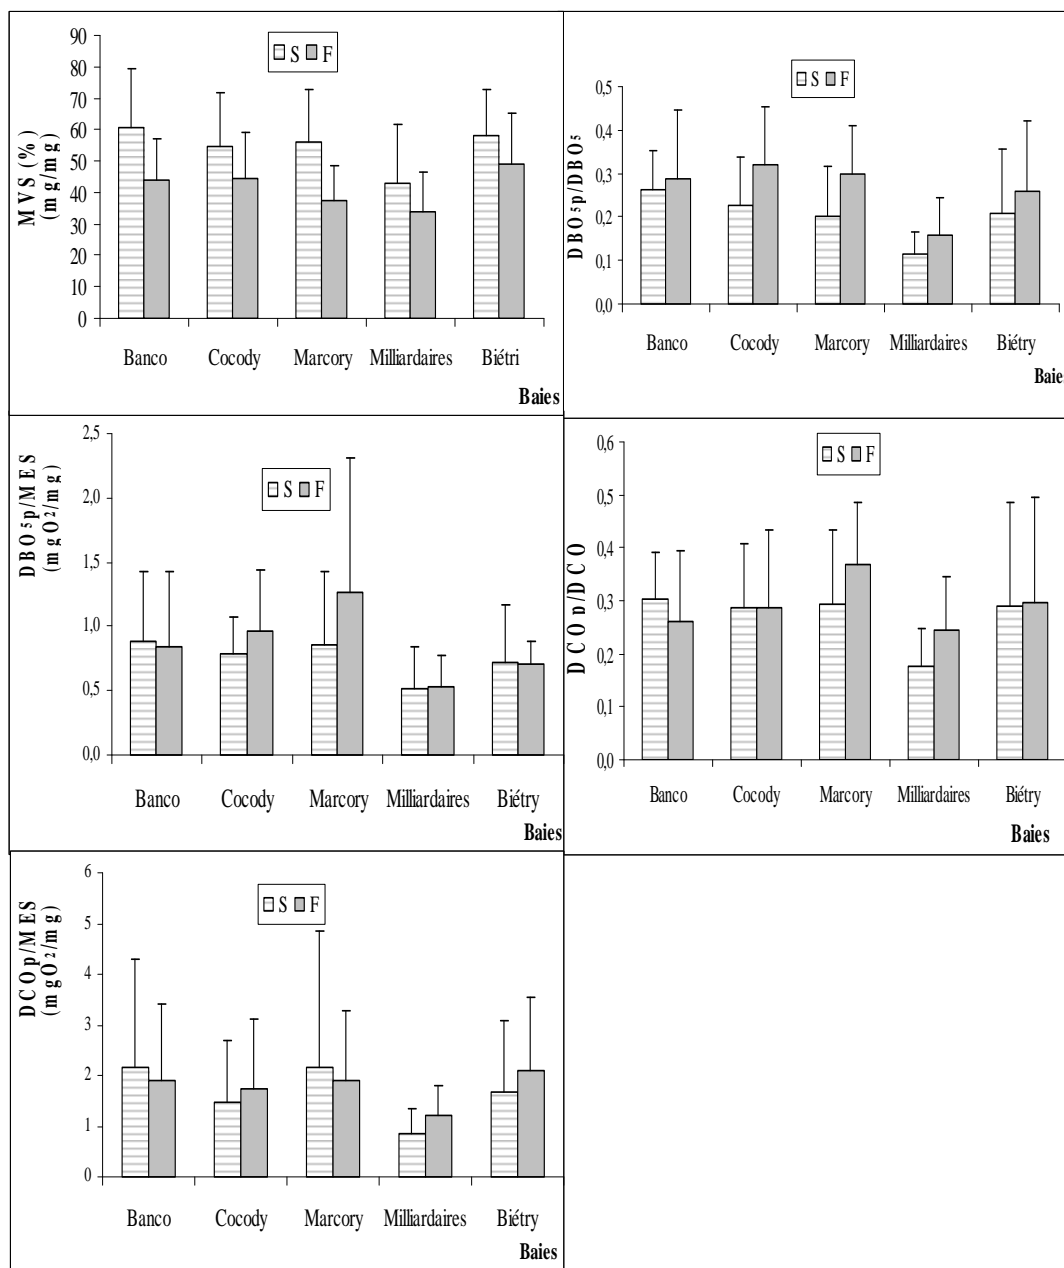 MVS (%)
(mg/mg)
90
80
70
60
50
40
30
20
10
0
S F
Banco Cocody Marcory Milliardaires Biétri
Baies
DBO5p/DBO5
0,5
0,4
0,3
0,2
0,1
0,0
S F
Banco Cocody Marcory Milliardaires Biétry
Baies
DBO5p/MES
(mgO2/mg)
2,5
2,0
1,5
1,0
0,5
0,0
S F
Banco Cocody Marcory Milliardaires Biétry
Baies
DCOp/DCO
0,6
0,5
0,4
0,3
0,2
0,1
0,0
S F
Banco Cocody Marcory Milliardaires Biétry
Baies
DCOp/MES
(mgO2/mg)
6
5
4
3
2
1
0
S F
Banco Cocody Marcory Milliardaires Biétry
Baies